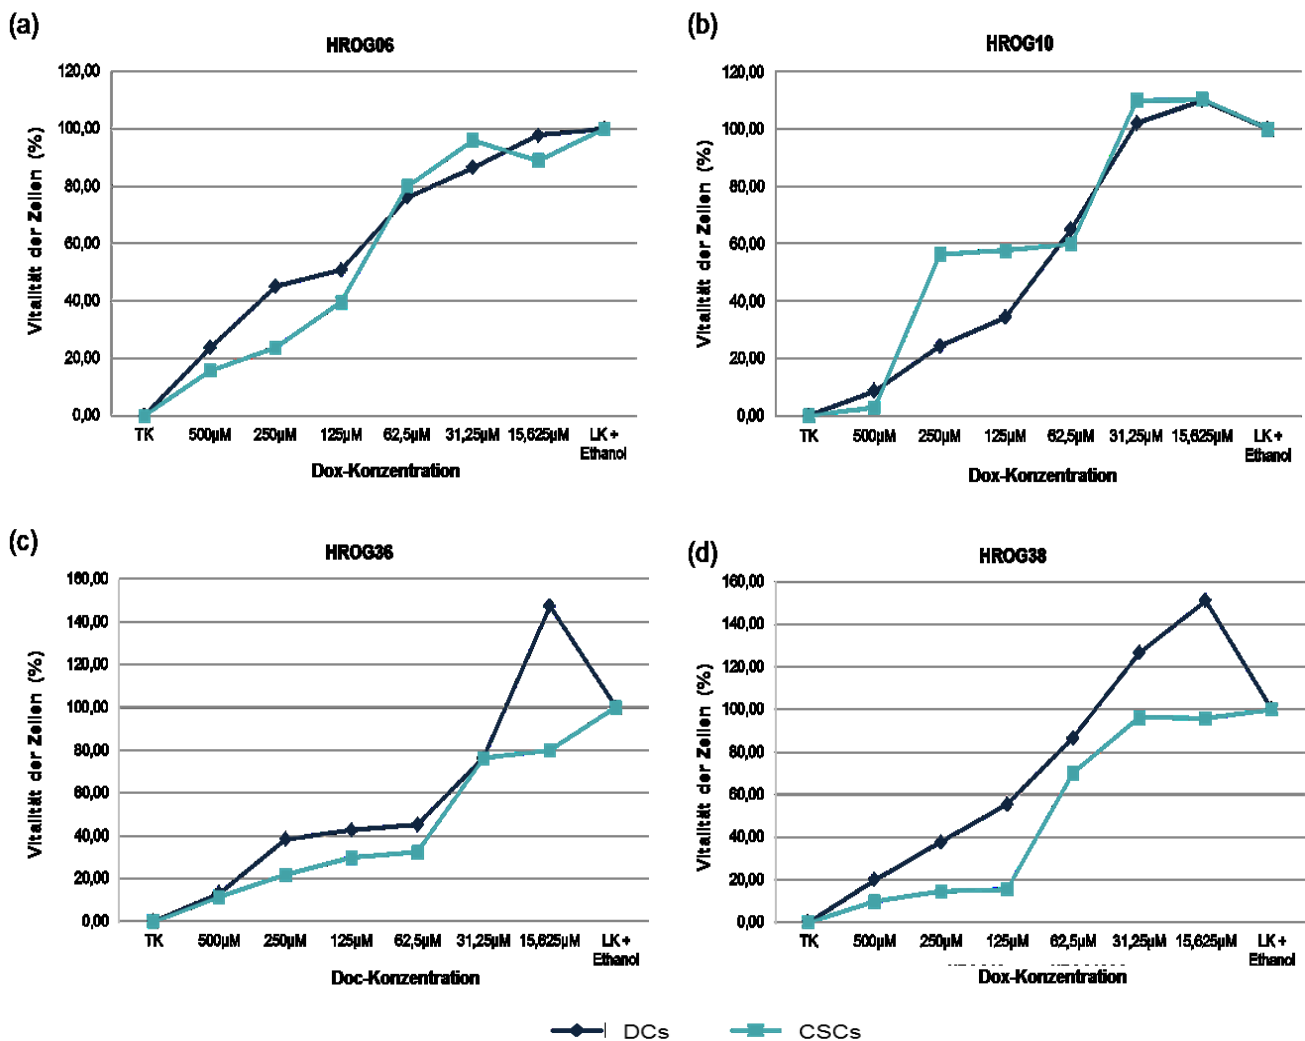 (a)
HROG06
120,00
100,00
80,00
60,00
40,00
20,00
0,00
Vitalität der Zellen (%)
TK 500µM 250µM 125µM 62,5µM 31,25µM 15,625µM LK + Ethanol
Dox-Konzentration
(b)
HROG10
120,00
100,00
80,00
60,00
40,00
20,00
0,00
Vitalität der Zellen (%)
TK 500µM 250µM 125µM 62,5µM 31,25µM 15,625µM LK + Ethanol
Dox-Konzentration
(c)
HROG36
160,00
140,00
120,00
100,00
80,00
60,00
40,00
20,00
0,00
Vitalität der Zellen (%)
TK 500µM 250µM 125µM 62,5µM 31,25µM 15,625µM LK + Ethanol
Doc-Konzentration
(d)
HROG38
160,00
140,00
120,00
100,00
80,00
60,00
40,00
20,00
0,00
Vitalität der Zellen (%)
TK 500µM 250µM 125µM 62,5µM 31,25µM 15,625µM LK + Ethanol
Dox-Konzentration
DCs CSCs